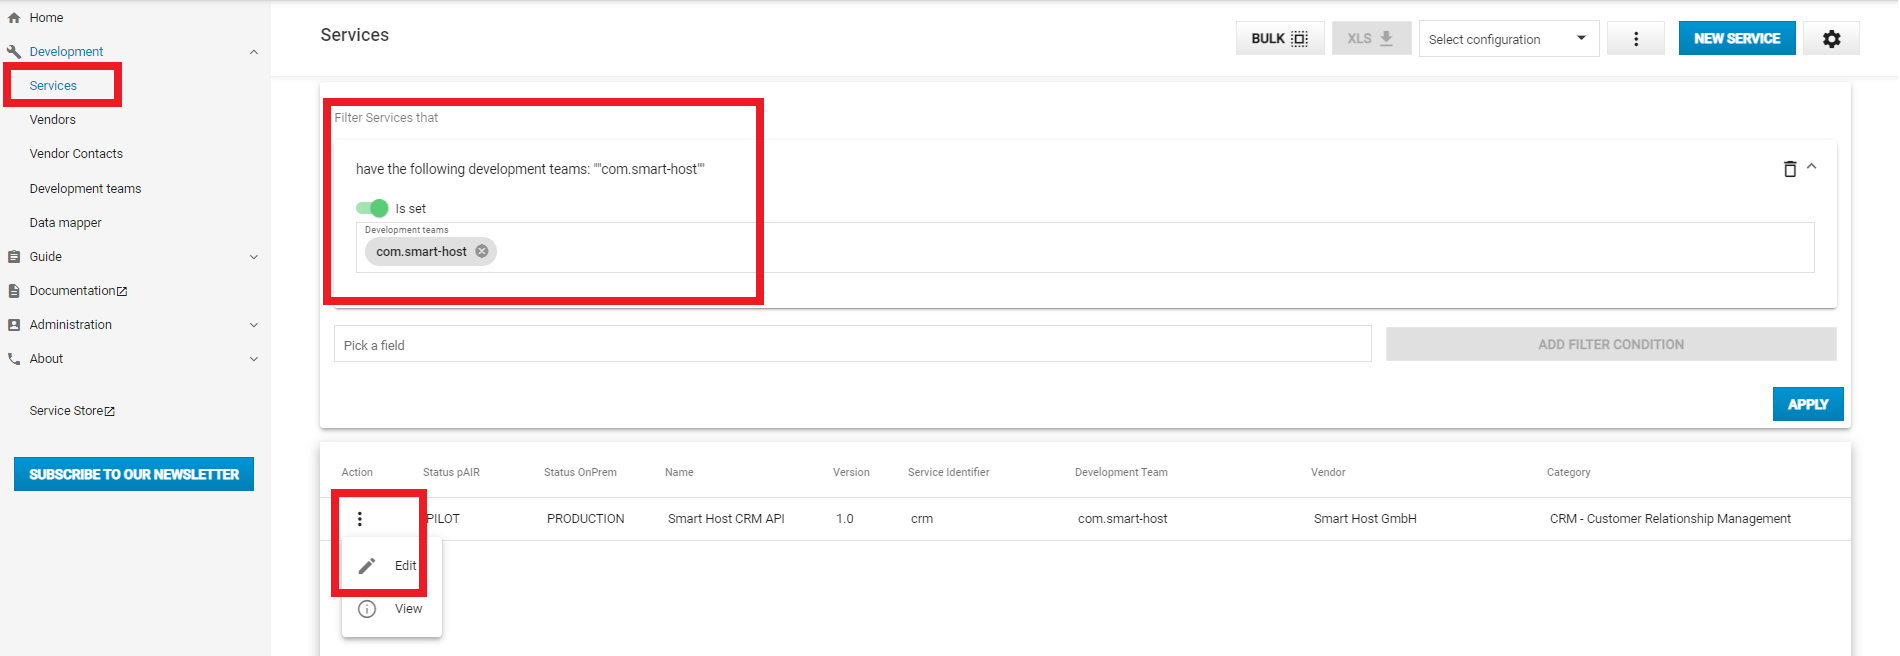 Home
Development
Services
Vendors
Vendor Contacts
Development teams
Data mapper
Guide
Documentation
Administration
About
Service Store
SUBSCRIBE TO OUR NEWSLETTER
Services
BULK
XLS
Select configuration
NEW SERVICE
Filter Services that
have the following development teams: ""com.smart-host""
Is set
Development teams
com.smart-host
Pick a field
ADD FILTER CONDITION
APPLY
Action Status pAIR Status OnPrem Name Version Service Identifier Development Team Vendor Category
PILOT PRODUCTION Smart Host CRM API 1.0 crm com.smart-host Smart Host GmbH CRM - Customer Relationship Management
Edit
View